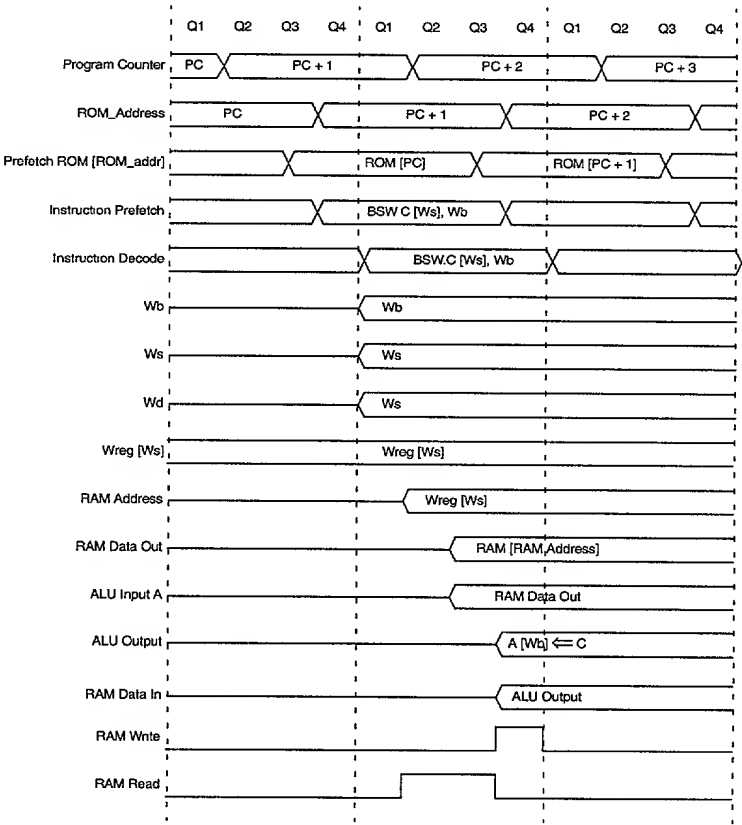 Q1 Q2 Q3 Q4 Q1 Q2 Q3 Q4 Q1 Q2 Q3 Q4
Program Counter PC PC + 1 PC + 2 PC + 3
ROM_Address PC PC + 1 PC + 2
Prefetch ROM [ROM_addr] ROM [PC] ROM [PC + 1]
Instruction Prefetch BSW C [Ws], Wb
Instruction Decode BSW.C [Ws], Wb
Wb Wb
Ws Ws
Wd Ws
Wreg [Ws] Wreg [Ws]
RAM Address Wreg [Ws]
RAM Data Out RAM [RAM Address]
ALU Input A RAM Data Out
ALU Output A [Wb] ⇐ C
RAM Data In ALU Output
RAM Write
RAM Read